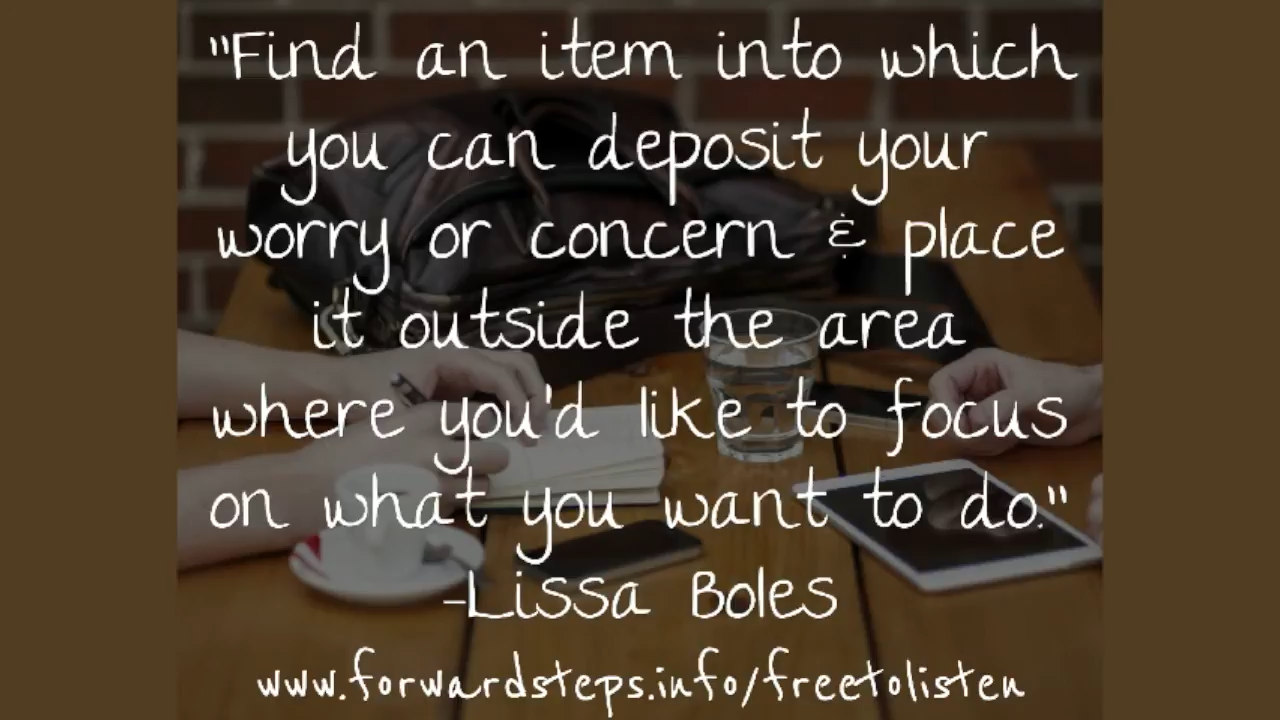 "Find an item into which
you can deposit your
worry or concern & place
it outside the area
where you'd like to focus
on what you want to do."
-Lissa Boles
www.forwardsteps.info/freetolisten